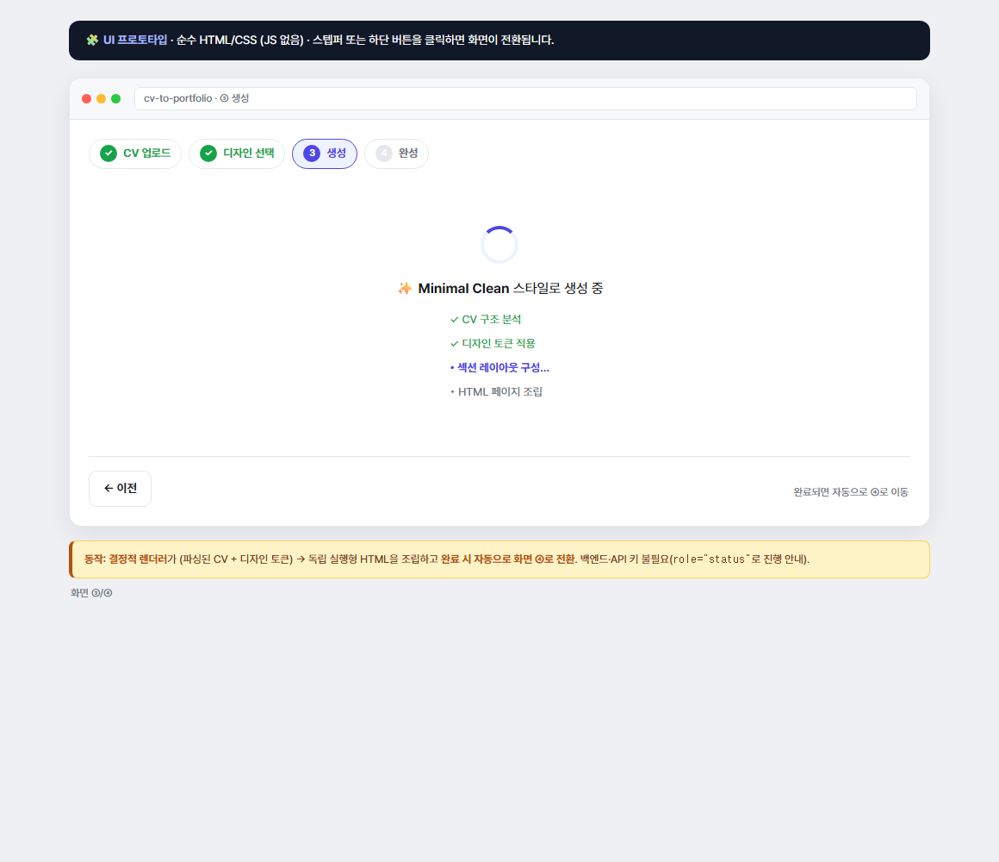 🧩 UI 프로토타입 · 순수 HTML/CSS (JS 없음) · 스텝퍼 또는 하단 버튼을 클릭하면 화면이 전환됩니다.
cv-to-portfolio · ③ 생성
✓ CV 업로드 ✓ 디자인 선택 3 생성 4 완성
✨ Minimal Clean 스타일로 생성 중
✓ CV 구조 분석
✓ 디자인 토큰 적용
• 섹션 레이아웃 구성...
• HTML 페이지 조립
← 이전
완료되면 자동으로 ④로 이동
동작: 결정적 렌더러가 (파싱된 CV + 디자인 토큰) → 독립 실행형 HTML을 조립하고 완료 시 자동으로 화면 ④로 전환. 백엔드·API 키 불필요(role="status"로 진행 안내).
화면 ③/④